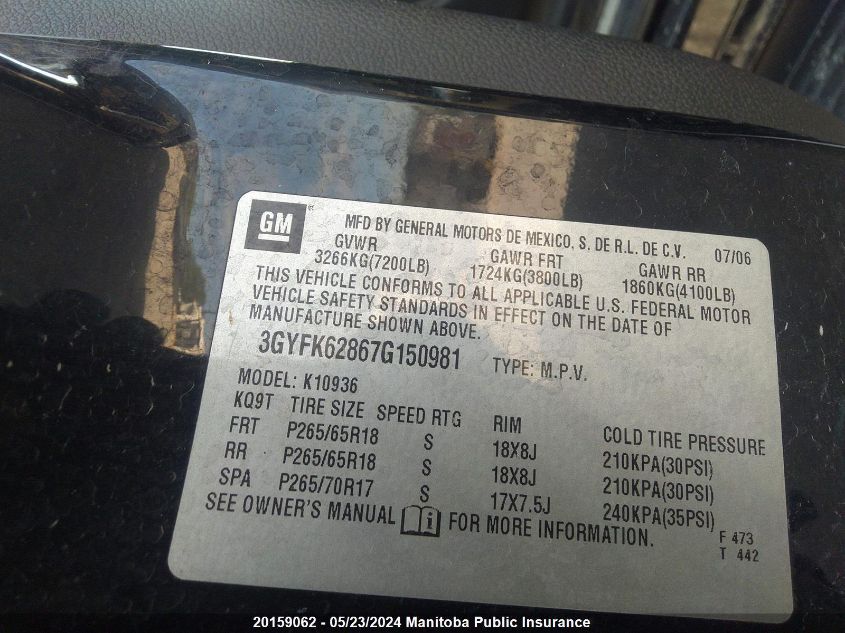 GM
MFD BY GENERAL MOTORS DE MEXICO, S. DE R.L. DE C.V. 07/06
GVWR GAWR FRT GAWR RR
3266KG(7200LB) 1724KG(3800LB) 1860KG(4100LB)
THIS VEHICLE CONFORMS TO ALL APPLICABLE U.S. FEDERAL MOTOR
VEHICLE SAFETY STANDARDS IN EFFECT ON THE DATE OF
MANUFACTURE SHOWN ABOVE.
3GYFK62867G150981 TYPE: M.P.V.
MODEL: K10936
KQ9T TIRE SIZE SPEED RTG RIM COLD TIRE PRESSURE
FRT P265/65R18 S 18X8J 210KPA(30PSI)
RR P265/65R18 S 18X8J 210KPA(30PSI)
SPA P265/70R17 S 17X7.5J 240KPA(35PSI)
SEE OWNER'S MANUAL FOR MORE INFORMATION.
F 473
T 442
20159062 - 05/23/2024 Manitoba Public Insurance